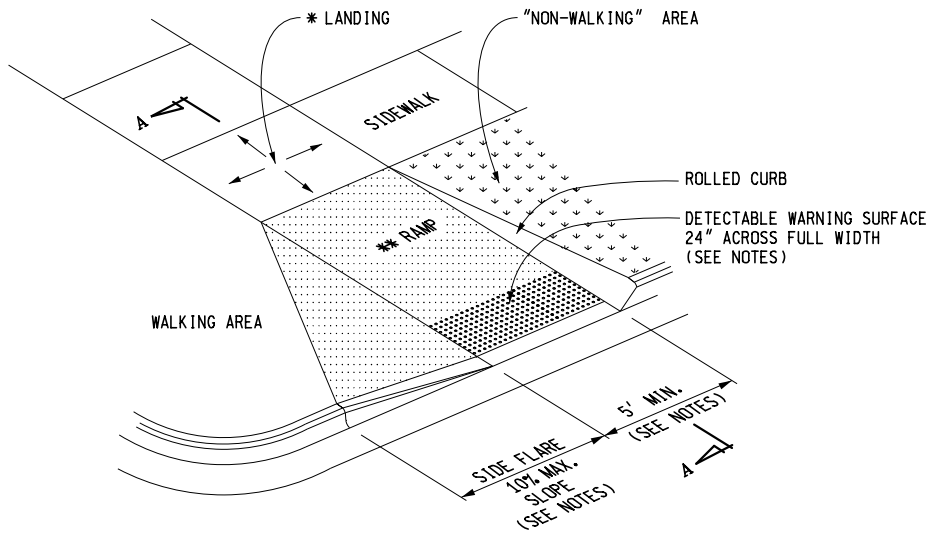 * LANDING
"NON-WALKING" AREA
A
SIDEWALK
ROLLED CURB
** RAMP
DETECTABLE WARNING SURFACE
24" ACROSS FULL WIDTH
(SEE NOTES)
WALKING AREA
5' MIN.
(SEE NOTES)
SIDE FLARE
10% MAX.
SLOPE
(SEE NOTES)
A